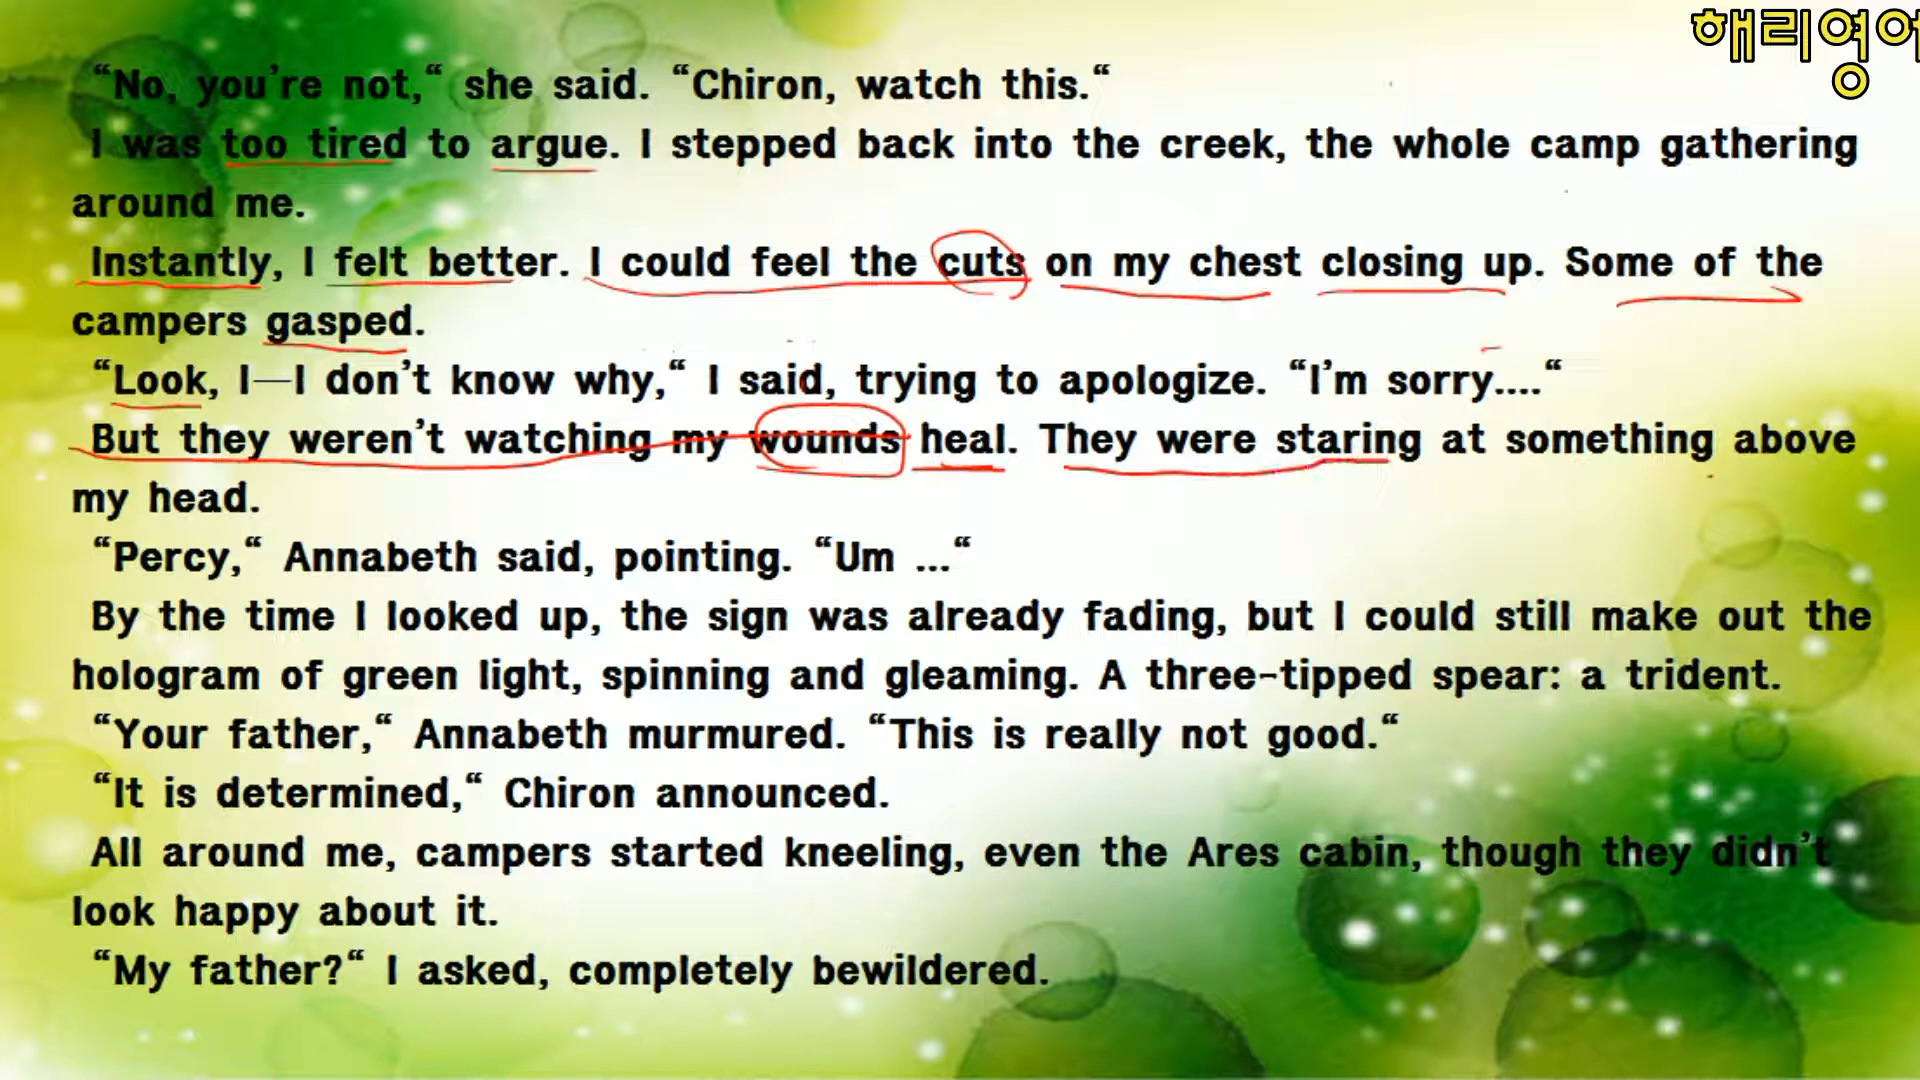 해리영어
“No, you’re not,“ she said. “Chiron, watch this.“
I was too tired to argue. I stepped back into the creek, the whole camp gathering
around me.
Instantly, I felt better. I could feel the cuts on my chest closing up. Some of the
campers gasped.
“Look, I—I don’t know why,“ I said, trying to apologize. “I’m sorry....“
But they weren’t watching my wounds heal. They were staring at something above
my head.
“Percy,“ Annabeth said, pointing. “Um ...“
By the time I looked up, the sign was already fading, but I could still make out the
hologram of green light, spinning and gleaming. A three-tipped spear: a trident.
“Your father,“ Annabeth murmured. “This is really not good.“
“It is determined,“ Chiron announced.
All around me, campers started kneeling, even the Ares cabin, though they didn’t
look happy about it.
“My father?“ I asked, completely bewildered.